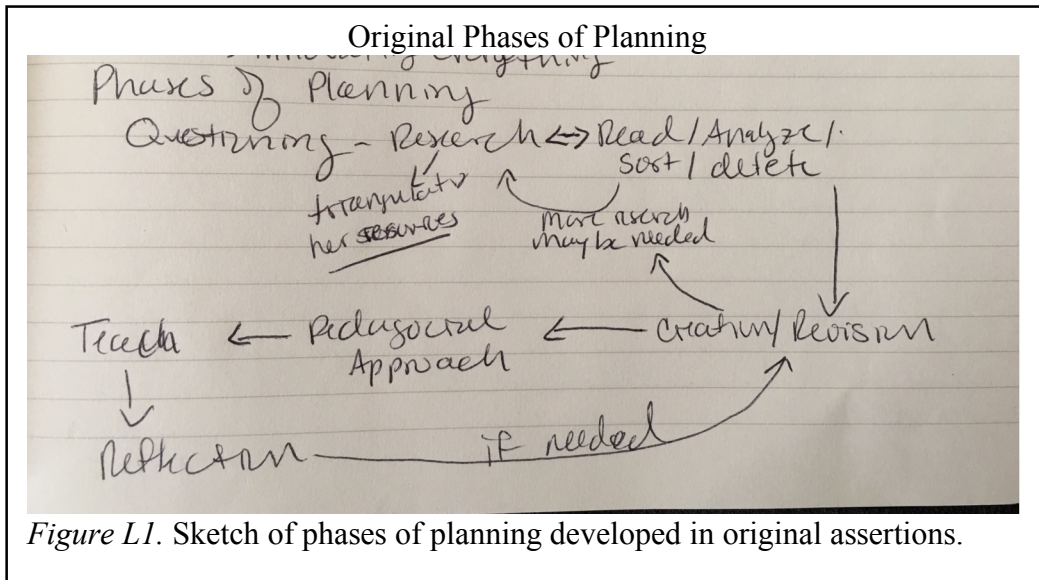 Original Phases of Planning
everything
Phases of Planning
Questioning - Research ↔ Read / Analyze /
Sort / delete
triangulate
her resources
More research
may be needed
Teach ← Pedagogical ← Creation / Revision
Approach
Reflection if needed
Figure L1. Sketch of phases of planning developed in original assertions.